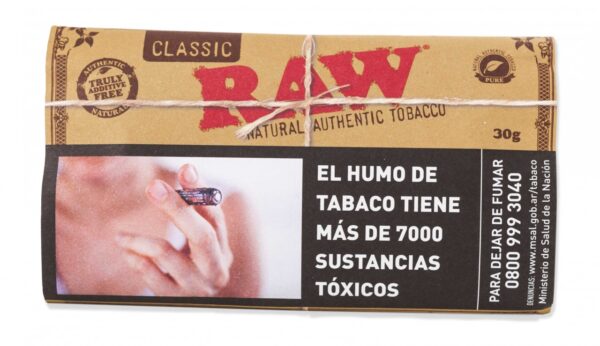 CLASSIC
RAW
NATURAL AUTHENTIC TOBACCO
AUTHENTIC
TRULY
ADDITIVE
FREE
NATURAL
PURE
30g
EL HUMO DE
TABACO TIENE
MÁS DE 7000
SUSTANCIAS
TÓXICOS
PARA DEJAR DE FUMAR
0800 999 3040
DENUNCIAS: www.msal.gob.ar/tabaco
Ministerio de Salud de la Nación